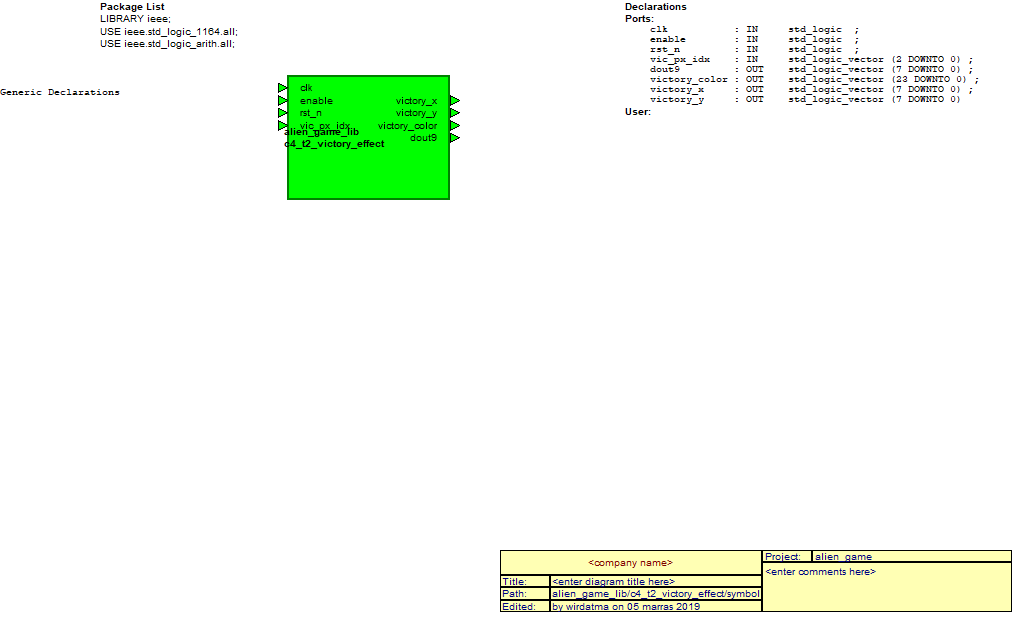 Package List
LIBRARY ieee;
USE ieee.std_logic_1164.all;
USE ieee.std_logic_arith.all;
Declarations
Ports:
clk : IN std_logic ;
enable : IN std_logic ;
rst_n : IN std_logic ;
vic_px_idx : IN std_logic_vector (2 DOWNTO 0) ;
dout9 : OUT std_logic_vector (7 DOWNTO 0) ;
victory_color : OUT std_logic_vector (23 DOWNTO 0) ;
victory_x : OUT std_logic_vector (7 DOWNTO 0) ;
victory_y : OUT std_logic_vector (7 DOWNTO 0)
User:
Generic Declarations
clk
enable victory_x
rst_n victory_y
vic_px_idx victory_color
alien_game_lib
dout9
c4_t2_victory_effect
<company name>
Title: <enter diagram title here>
Path: alien_game_lib/c4_t2_victory_effect/symbol
Edited: by wirdatma on 05 marras 2019
Project: alien_game
<enter comments here>